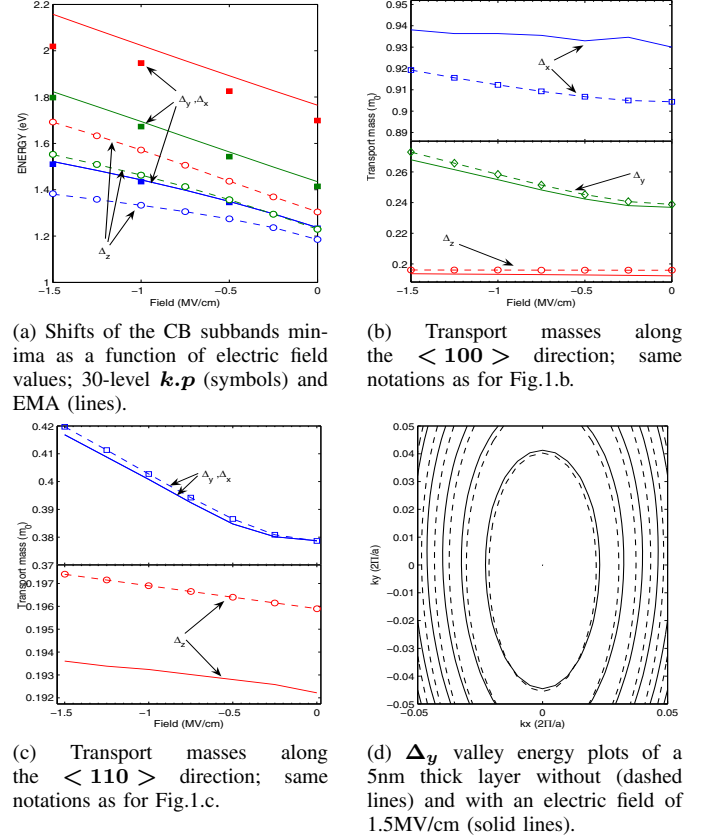 2.2
2
1.8
1.6
1.4
1.2
1
ENERGY (eV)
Δy ,Δx
Δz
−1.5 −1 −0.5 0
Field (MV/cm)
(a) Shifts of the CB subbands min-
ima as a function of electric field
values; 30-level k.p (symbols) and
EMA (lines).
0.95
0.94
0.93
0.92
0.91
0.9
0.89
0.26
0.24
0.22
0.2
Transport mass (m0)
Δx
Δy
Δz
−1.5 −1 −0.5 0
Field (MV/cm)
(b) Transport masses along
the < 100 > direction; same
notations as for Fig.1.b.
0.42
0.41
0.4
0.39
0.38
0.37
0.197
0.196
0.195
0.194
0.193
0.192
Transport mass (m0)
Δy ,Δx
Δz
−1.5 −1 −0.5 0
Field (MV/cm)
(c) Transport masses along
the < 110 > direction; same
notations as for Fig.1.c.
0.05
0.04
0.03
0.02
0.01
0
−0.01
−0.02
−0.03
−0.04
−0.05
ky (2Π/a)
−0.05 0 0.05
kx (2Π/a)
(d) Δy valley energy plots of a
5nm thick layer without (dashed
lines) and with an electric field of
1.5MV/cm (solid lines).